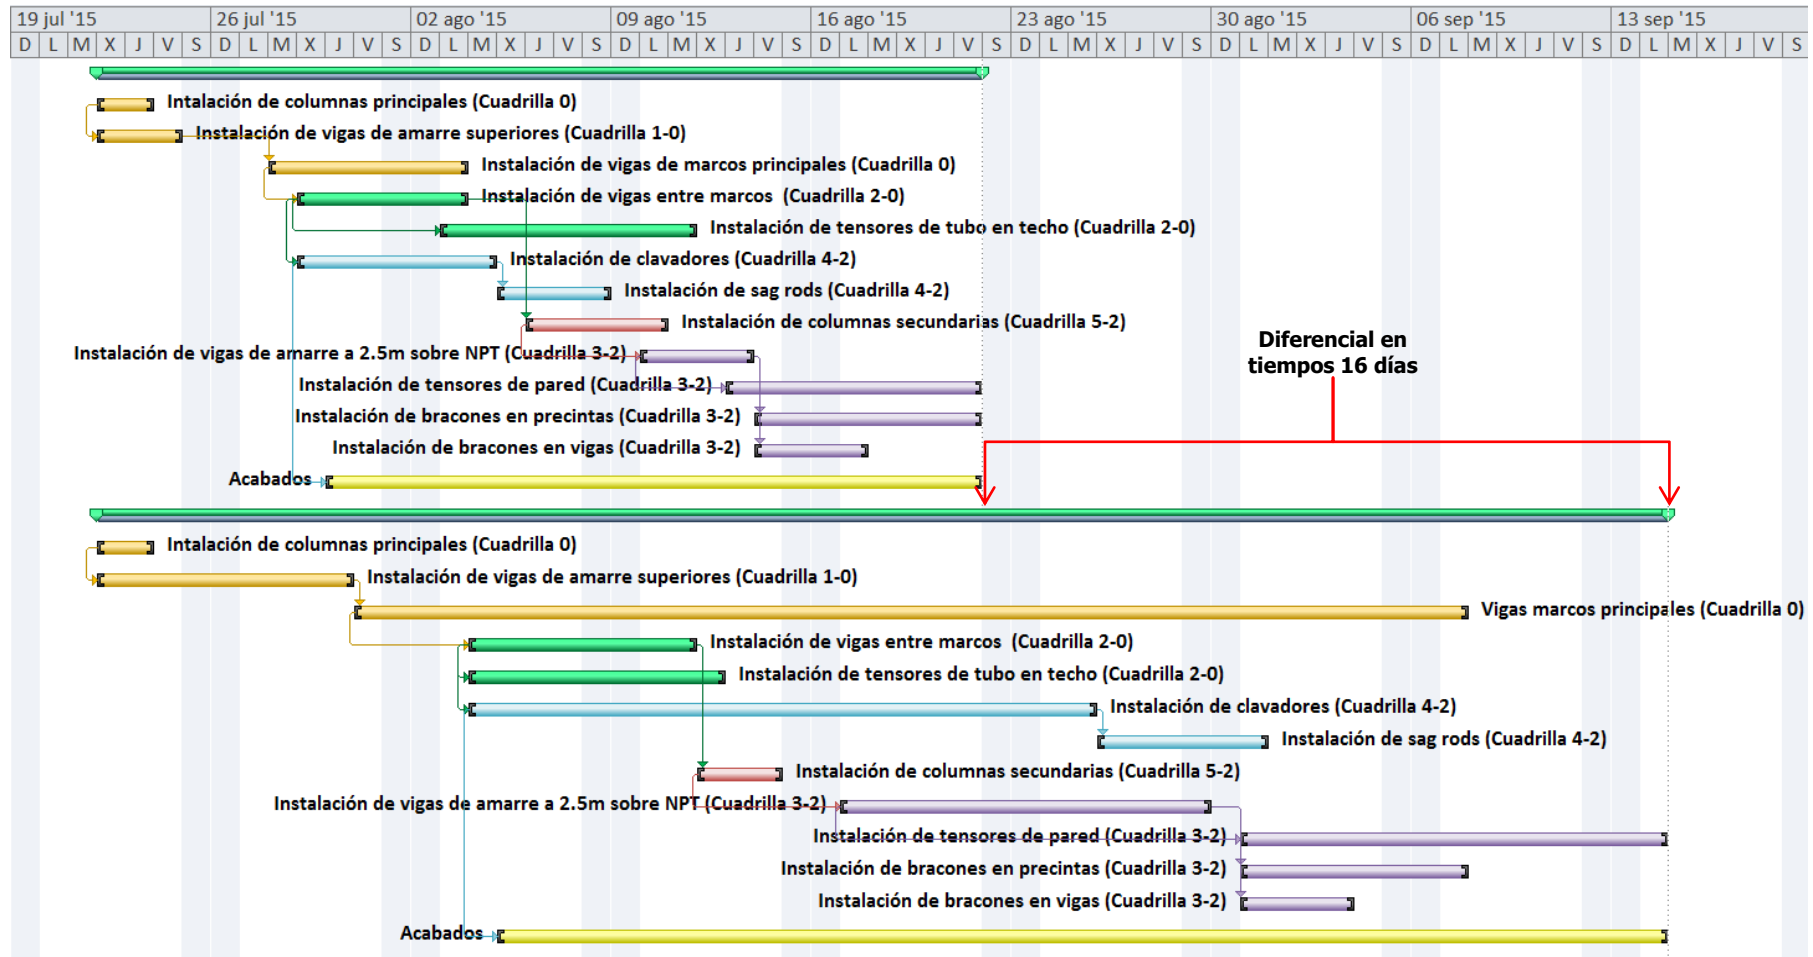 19 jul '15 26 jul '15 02 ago '15 09 ago '15 16 ago '15 23 ago '15 30 ago '15 06 sep '15 13 sep '15
D L M X J V S D L M X J V S D L M X J V S D L M X J V S D L M X J V S D L M X J V S D L M X J V S D L M X J V S D L M X J V S
Intalación de columnas principales (Cuadrilla 0)
Instalación de vigas de amarre superiores (Cuadrilla 1-0)
Instalación de vigas de marcos principales (Cuadrilla 0)
Instalación de vigas entre marcos (Cuadrilla 2-0)
Instalación de tensores de tubo en techo (Cuadrilla 2-0)
Instalación de clavadores (Cuadrilla 4-2)
Instalación de sag rods (Cuadrilla 4-2)
Instalación de columnas secundarias (Cuadrilla 5-2)
Instalación de vigas de amarre a 2.5m sobre NPT (Cuadrilla 3-2)
Instalación de tensores de pared (Cuadrilla 3-2)
Instalación de bracones en precintas (Cuadrilla 3-2)
Instalación de bracones en vigas (Cuadrilla 3-2)
Acabados
Diferencial en
tiempos 16 días
Intalación de columnas principales (Cuadrilla 0)
Instalación de vigas de amarre superiores (Cuadrilla 1-0)
Vigas marcos principales (Cuadrilla 0)
Instalación de vigas entre marcos (Cuadrilla 2-0)
Instalación de tensores de tubo en techo (Cuadrilla 2-0)
Instalación de clavadores (Cuadrilla 4-2)
Instalación de sag rods (Cuadrilla 4-2)
Instalación de columnas secundarias (Cuadrilla 5-2)
Instalación de vigas de amarre a 2.5m sobre NPT (Cuadrilla 3-2)
Instalación de tensores de pared (Cuadrilla 3-2)
Instalación de bracones en precintas (Cuadrilla 3-2)
Instalación de bracones en vigas (Cuadrilla 3-2)
Acabados